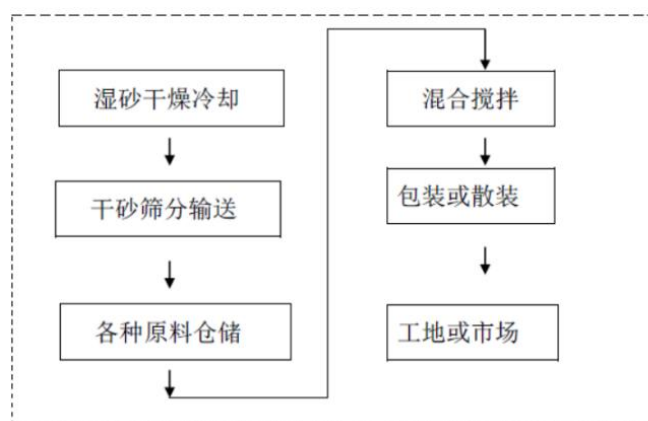 湿砂干燥冷却
干砂筛分输送
各种原料仓储
混合搅拌
包装或散装
工地或市场